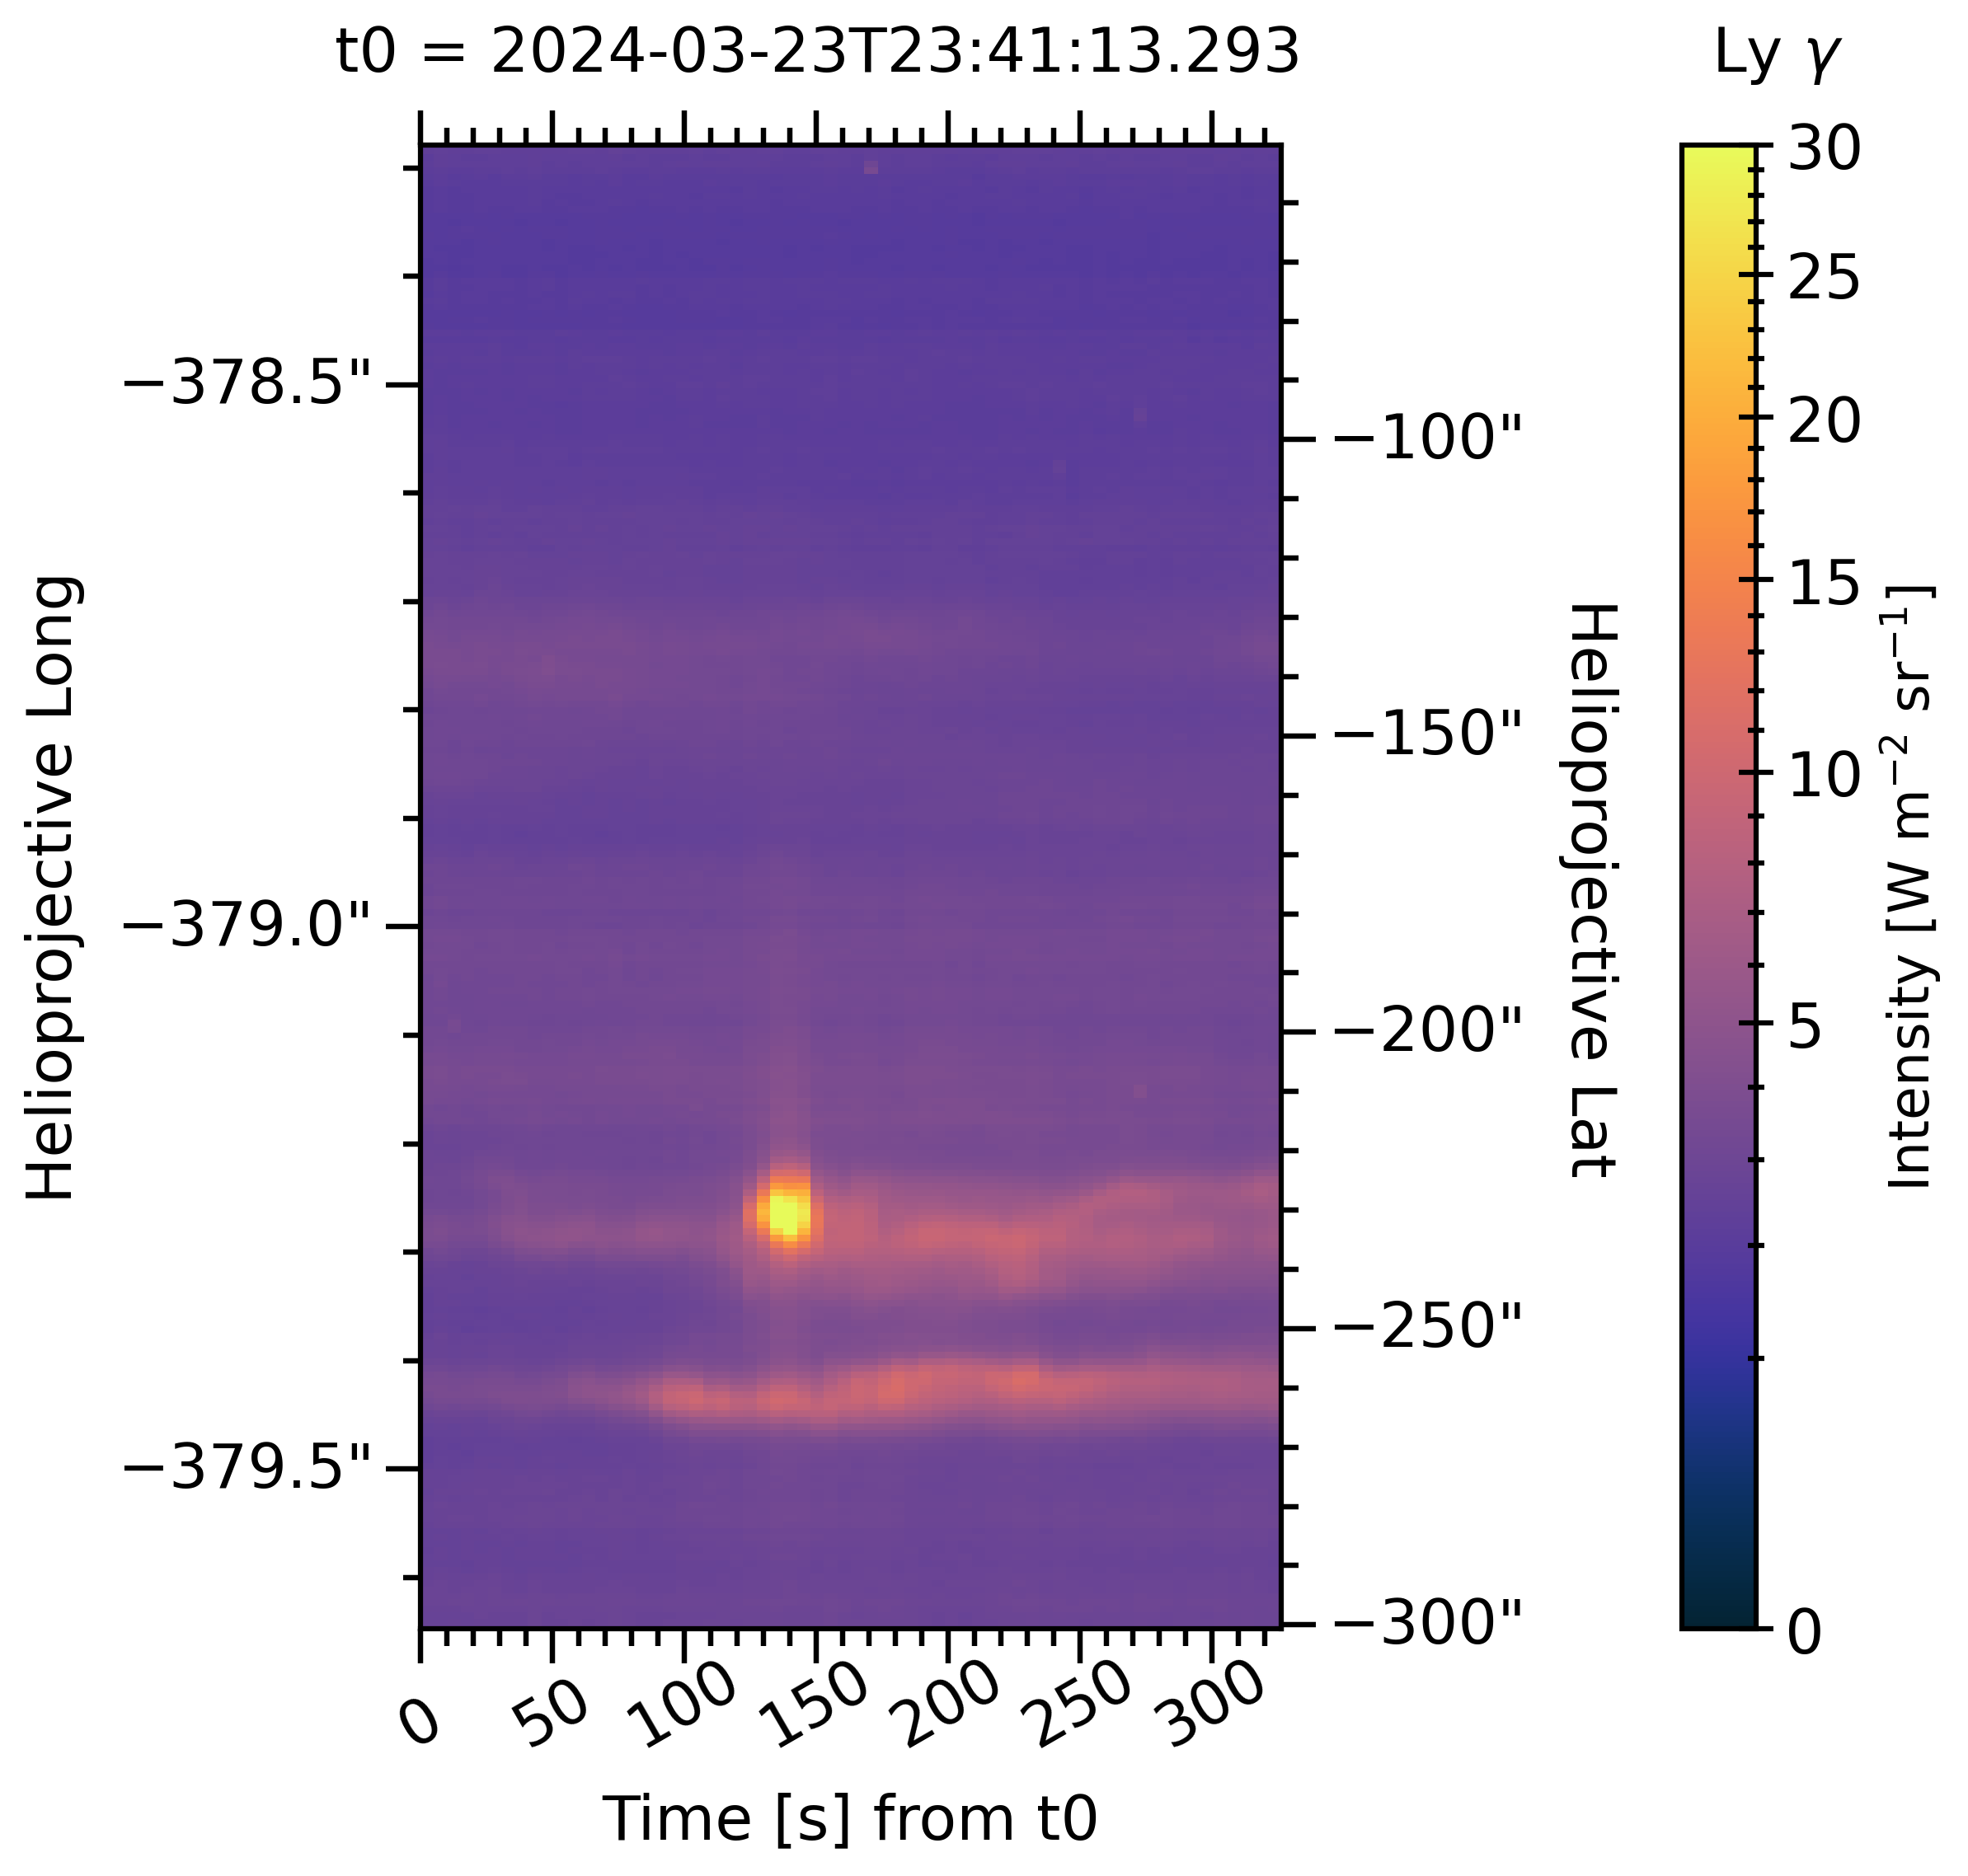 t0 = 2024-03-23T23:41:13.293
Ly γ
Helioprojective Long
−378.5"
−379.0"
−379.5"
−100"
−150"
−200"
−250"
−300"
Helioprojective Lat
30
25
20
15
10
5
0
Intensity [W m⁻² sr⁻¹]
0 50 100 150 200 250 300
Time [s] from t0